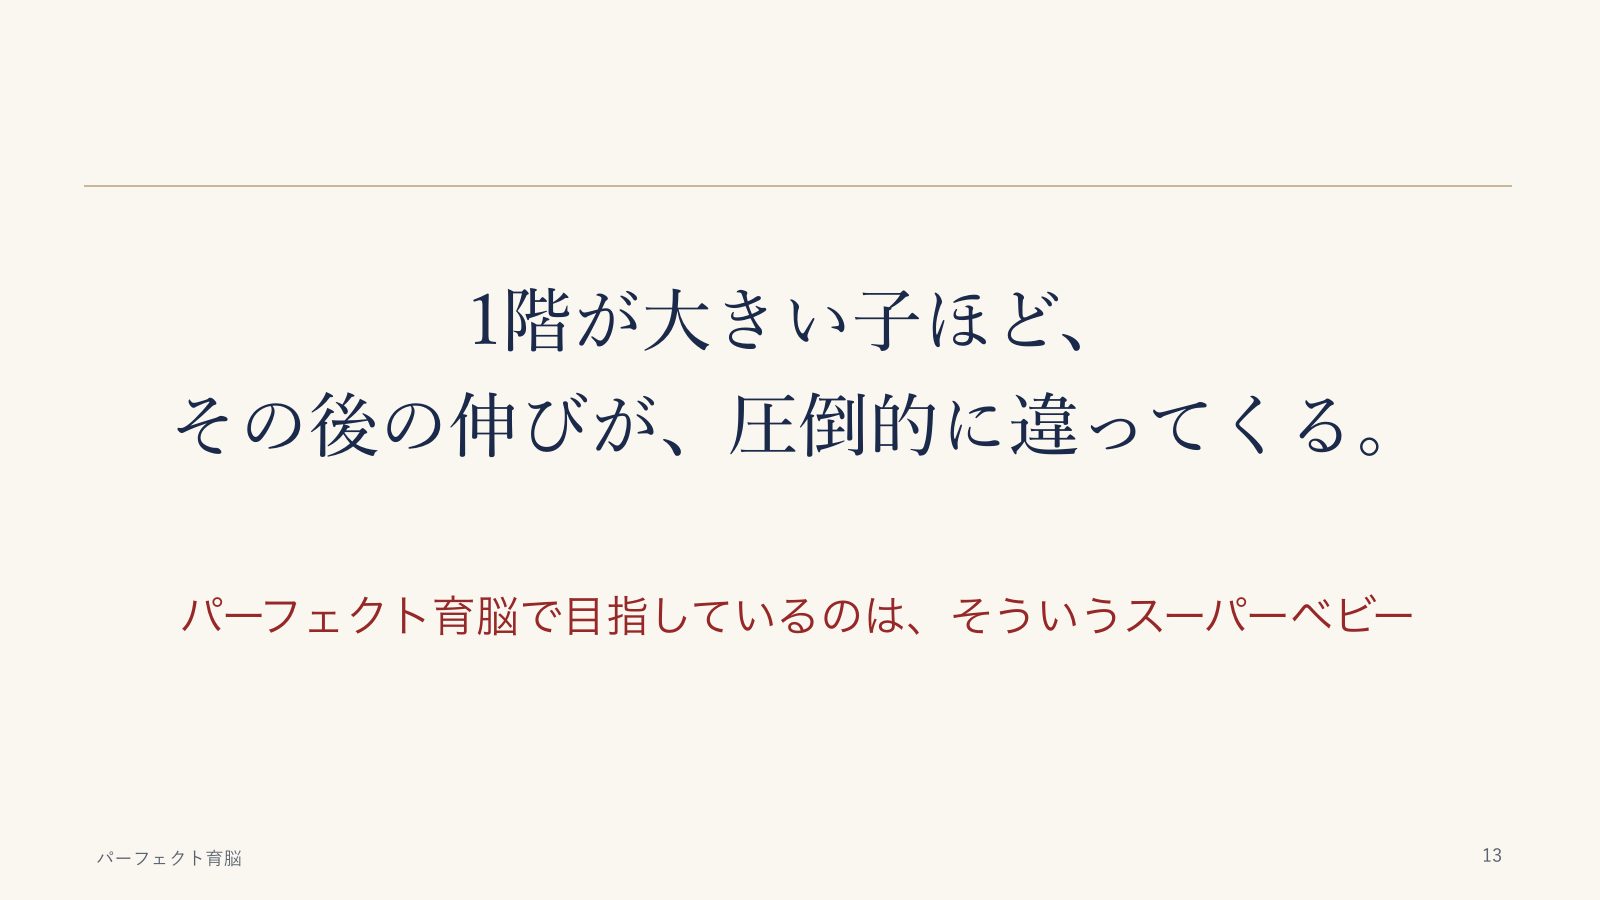 1階が大きい子ほど、
その後の伸びが、圧倒的に違ってくる。
パーフェクト育脳で目指しているのは、そういうスーパーベビー
パーフェクト育脳
13